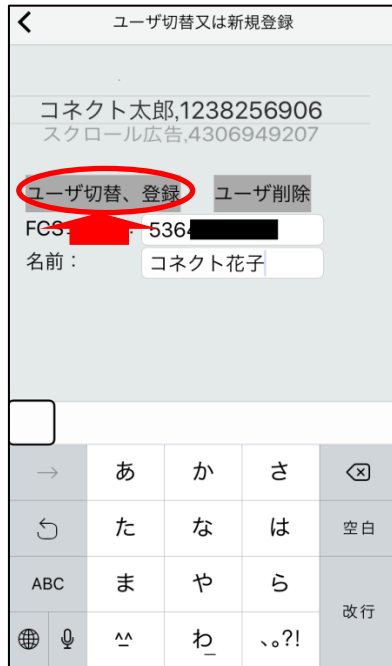 ユーザ切替又は新規登録
コネクト太郎,1238256906
スクロール広告,4306949207
ユーザ切替、登録 ユーザ削除
FCS 5364
名前： コネクト花子
→ あ か さ
た な は 空白
ABC ま や ら
^^ わ_ 、。?! 改行